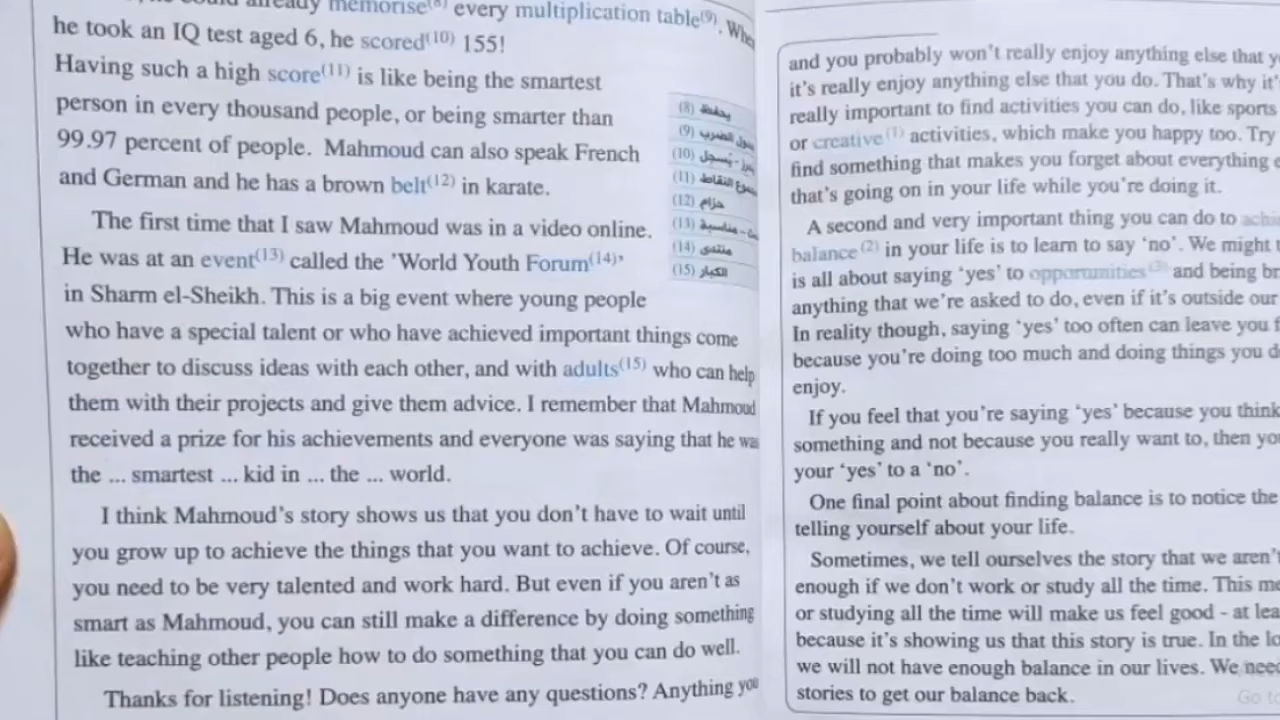 already memorise(8) every multiplication table(9). When
he took an IQ test aged 6, he scored(10) 155!
Having such a high score(11) is like being the smartest
person in every thousand people, or being smarter than
99.97 percent of people. Mahmoud can also speak French
and German and he has a brown belt(12) in karate.
The first time that I saw Mahmoud was in a video online.
He was at an event(13) called the 'World Youth Forum(14)'
in Sharm el-Sheikh. This is a big event where young people
who have a special talent or who have achieved important things come
together to discuss ideas with each other, and with adults(15) who can help
them with their projects and give them advice. I remember that Mahmoud
received a prize for his achievements and everyone was saying that he was
the ... smartest ... kid in ... the ... world.
I think Mahmoud's story shows us that you don't have to wait until
you grow up to achieve the things that you want to achieve. Of course,
you need to be very talented and work hard. But even if you aren't as
smart as Mahmoud, you can still make a difference by doing something
like teaching other people how to do something that you can do well.
Thanks for listening! Does anyone have any questions? Anything you
(8) يحفظ
(9) الضرب
(10) يُسجل
(11) النقاط
(12) حزام
(13) مناسبة
(14) منتدى
(15) الكبار
and you probably won't really enjoy anything else that
it's really enjoy anything else that you do. That's why it's
really important to find activities you can do, like sports
or creative(1) activities, which make you happy too. Try
find something that makes you forget about everything
that's going on in your life while you're doing it.
A second and very important thing you can do to
balance(2) in your life is to learn to say 'no'. We might
is all about saying 'yes' to opportunities(3) and being
anything that we're asked to do, even if it's outside our
In reality though, saying 'yes' too often can leave you
because you're doing too much and doing things you
enjoy.
If you feel that you're saying 'yes' because you think
something and not because you really want to, then
your 'yes' to a 'no'.
One final point about finding balance is to notice the
telling yourself about your life.
Sometimes, we tell ourselves the story that we aren't
enough if we don't work or study all the time. This
or studying all the time will make us feel good - at
because it's showing us that this story is true. In the
we will not have enough balance in our lives. We need
stories to get our balance back.
Go to